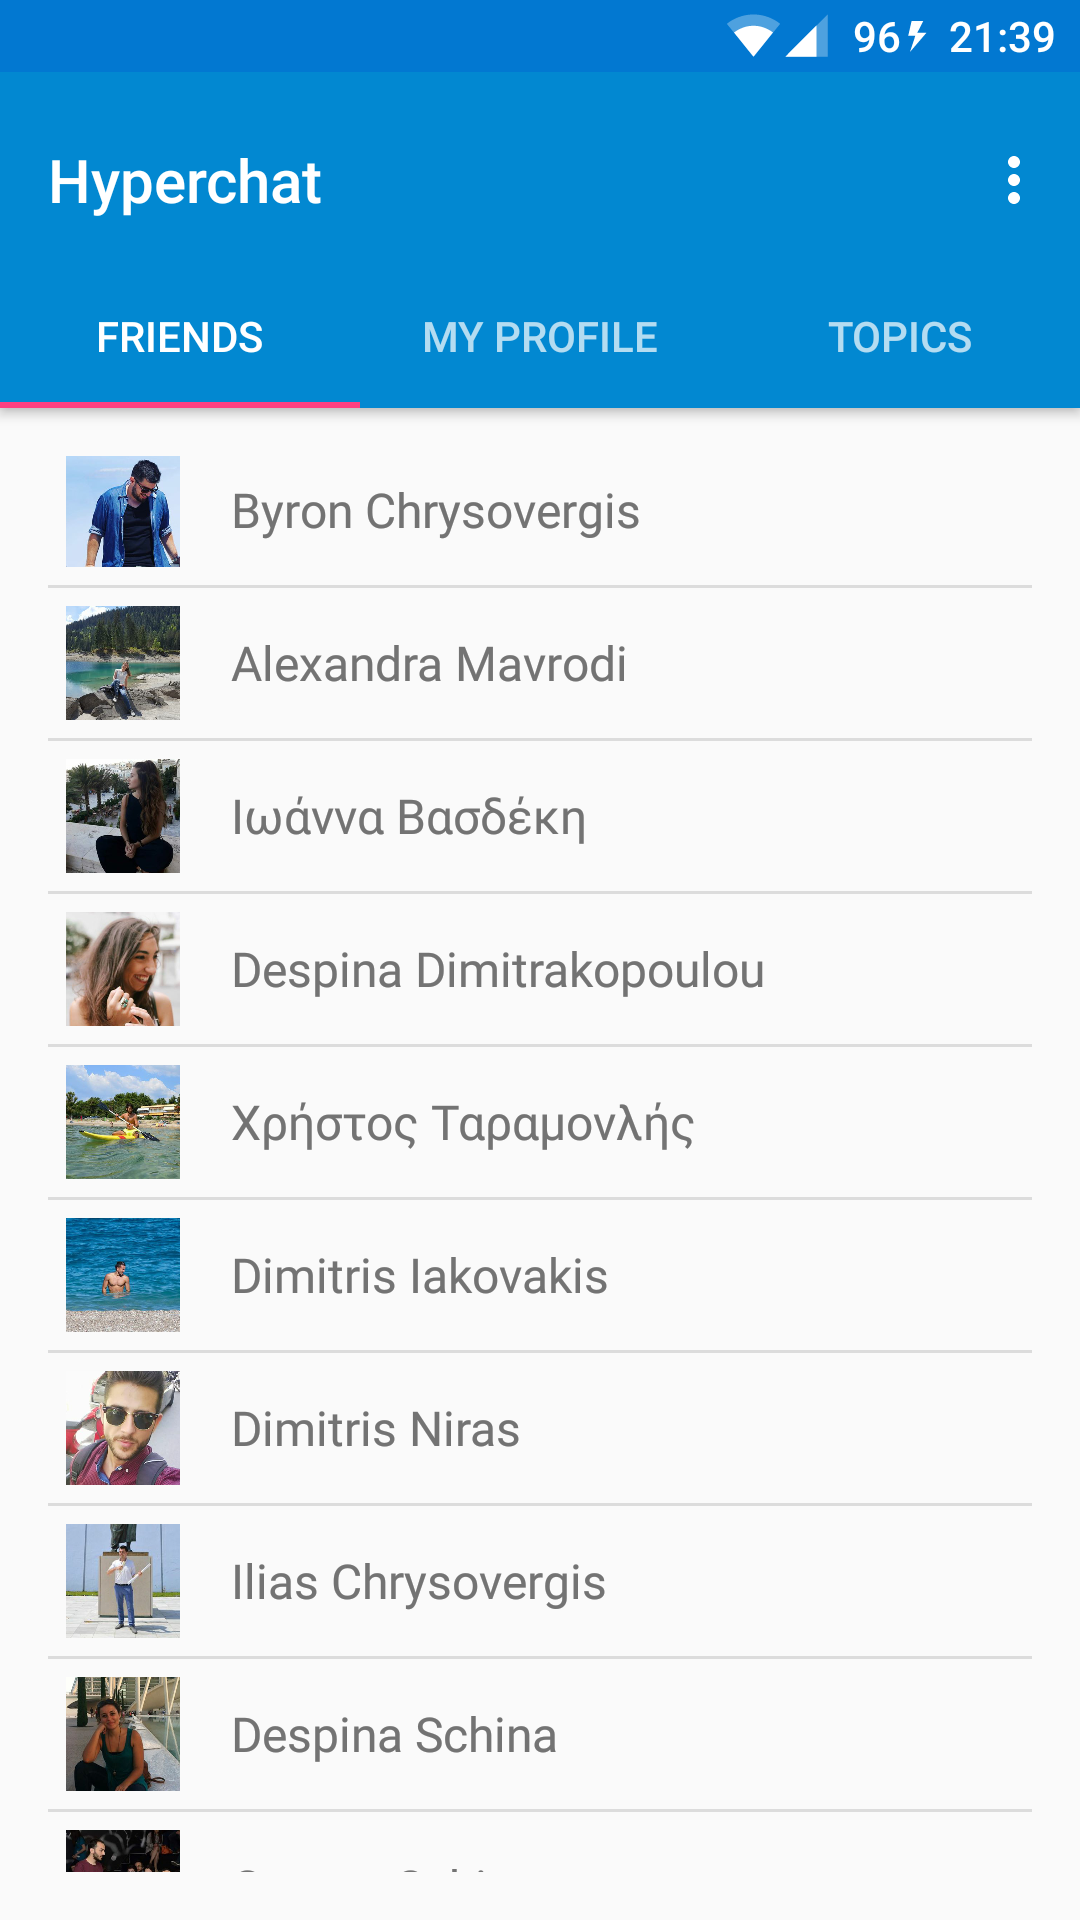 96 21:39
Hyperchat
FRIENDS MY PROFILE TOPICS
Byron Chrysovergis
Alexandra Mavrodi
Ιωάννα Βασδέκη
Despina Dimitrakopoulou
Χρήστος Ταραμονλής
Dimitris Iakovakis
Dimitris Niras
Ilias Chrysovergis
Despina Schina